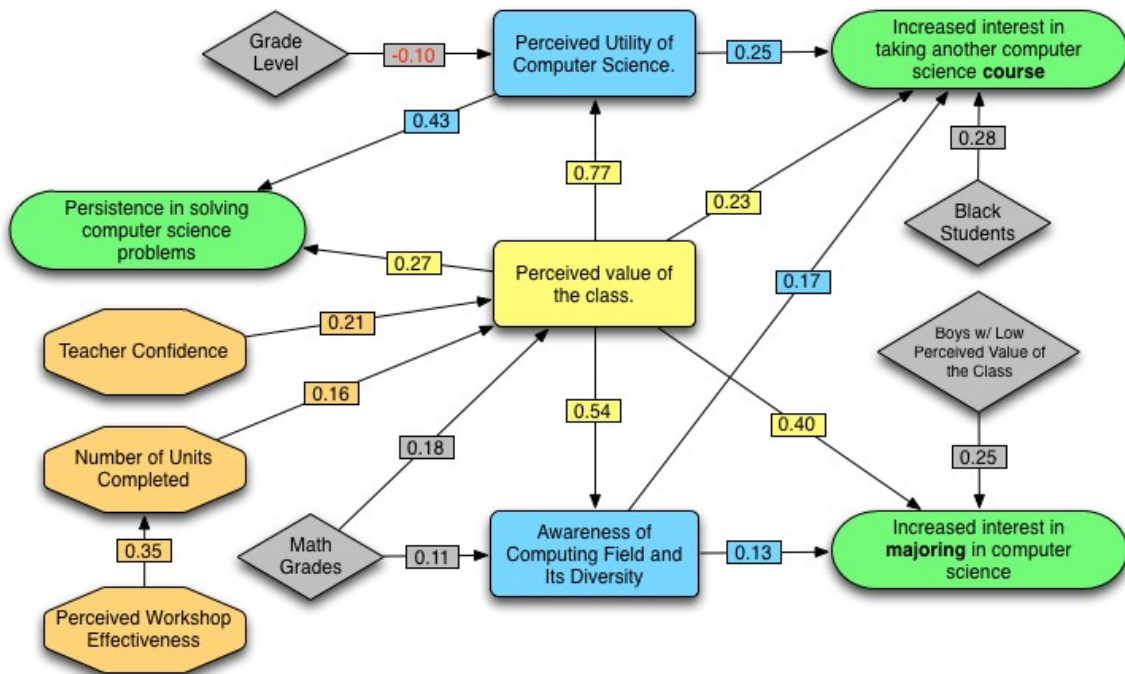 Grade
Level
-0.10
Perceived Utility of
Computer Science.
0.25
Increased interest in
taking another computer
science course
0.43
0.77
0.23
0.28
Black
Students
Persistence in solving
computer science
problems
0.27
Perceived value of
the class.
0.17
Teacher Confidence
0.21
Boys w/ Low
Perceived Value of
the Class
0.16
0.54
0.40
0.18
0.25
Number of Units
Completed
0.35
Math
Grades
0.11
Awareness of
Computing Field and
Its Diversity
0.13
Increased interest in
majoring in computer
science
Perceived Workshop
Effectiveness